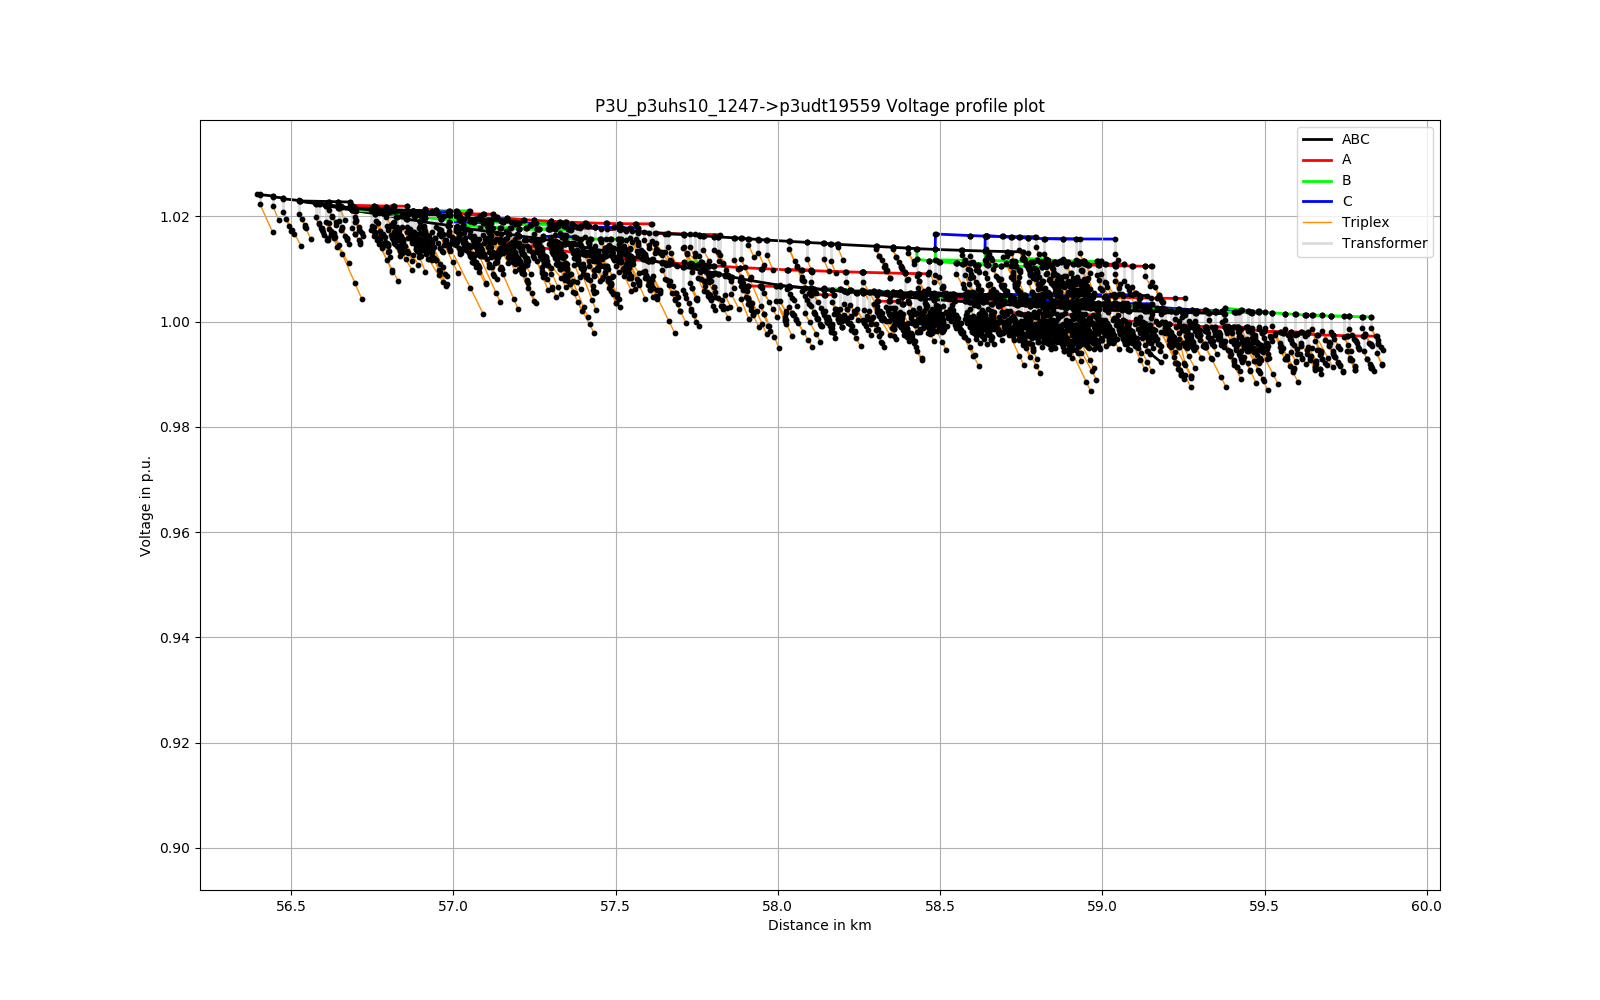 P3U_p3uhs10_1247->p3udt19559 Voltage profile plot
ABC
A
B
C
Triplex
Transformer
1.02
1.00
0.98
0.96
0.94
0.92
0.90
Voltage in p.u.
56.5 57.0 57.5 58.0 58.5 59.0 59.5 60.0
Distance in km